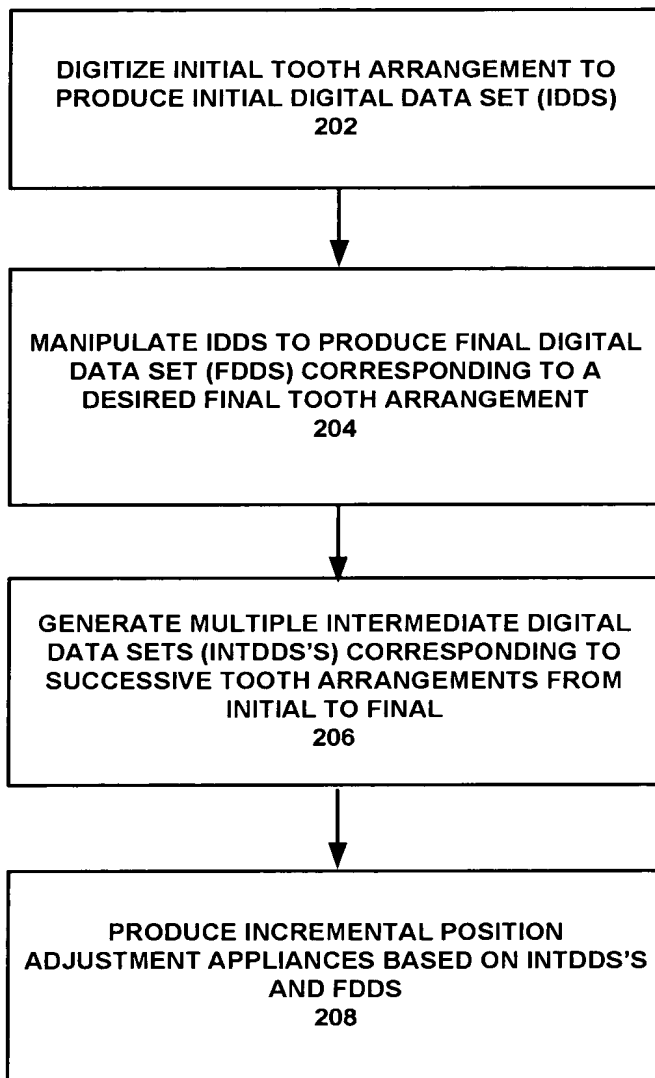 DIGITIZE INITIAL TOOTH ARRANGEMENT TO
PRODUCE INITIAL DIGITAL DATA SET (IDDS)
202
MANIPULATE IDDS TO PRODUCE FINAL DIGITAL
DATA SET (FDDS) CORRESPONDING TO A
DESIRED FINAL TOOTH ARRANGEMENT
204
GENERATE MULTIPLE INTERMEDIATE DIGITAL
DATA SETS (INTDDS'S) CORRESPONDING TO
SUCCESSIVE TOOTH ARRANGEMENTS FROM
INITIAL TO FINAL
206
PRODUCE INCREMENTAL POSITION
ADJUSTMENT APPLIANCES BASED ON INTDDS'S
AND FDDS
208